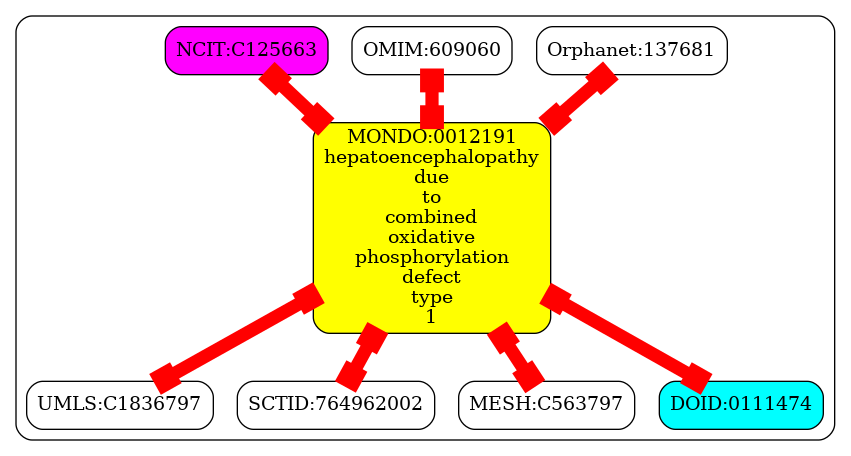 NCIT:C125663
OMIM:609060
Orphanet:137681
MONDO:0012191
hepatoencephalopathy
due
to
combined
oxidative
phosphorylation
defect
type
1
UMLS:C1836797
SCTID:764962002
MESH:C563797
DOID:0111474